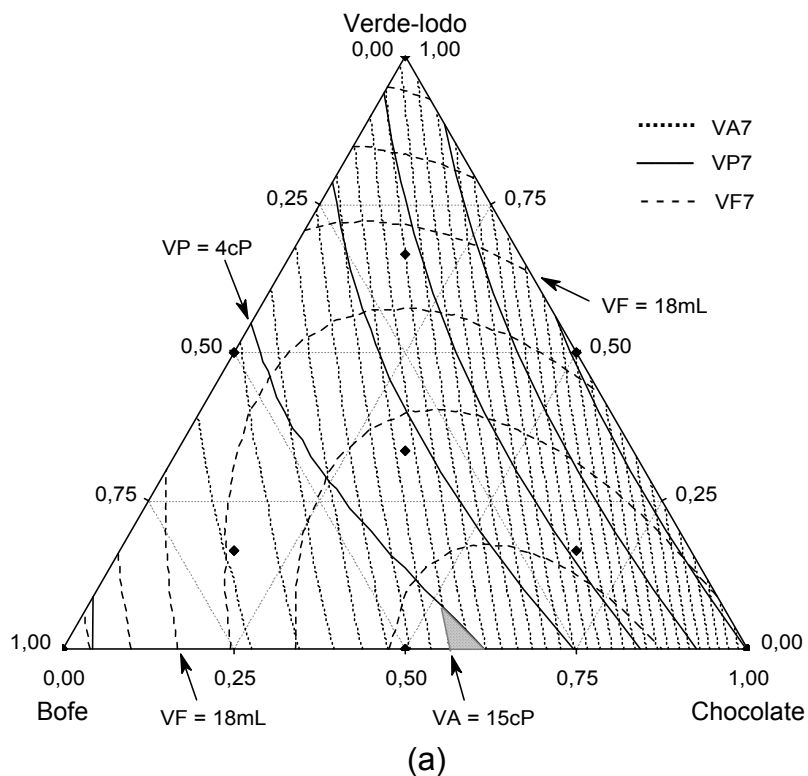 Verde-lodo
0,00 1,00
VA7
VP7
VF7
0,25 0,75
VP = 4cP
VF = 18mL
0,50 0,50
0,75 0,25
1,00 0,00
0,00 0,25 0,50 0,75 1,00
Bofe VF = 18mL VA = 15cP Chocolate
(a)